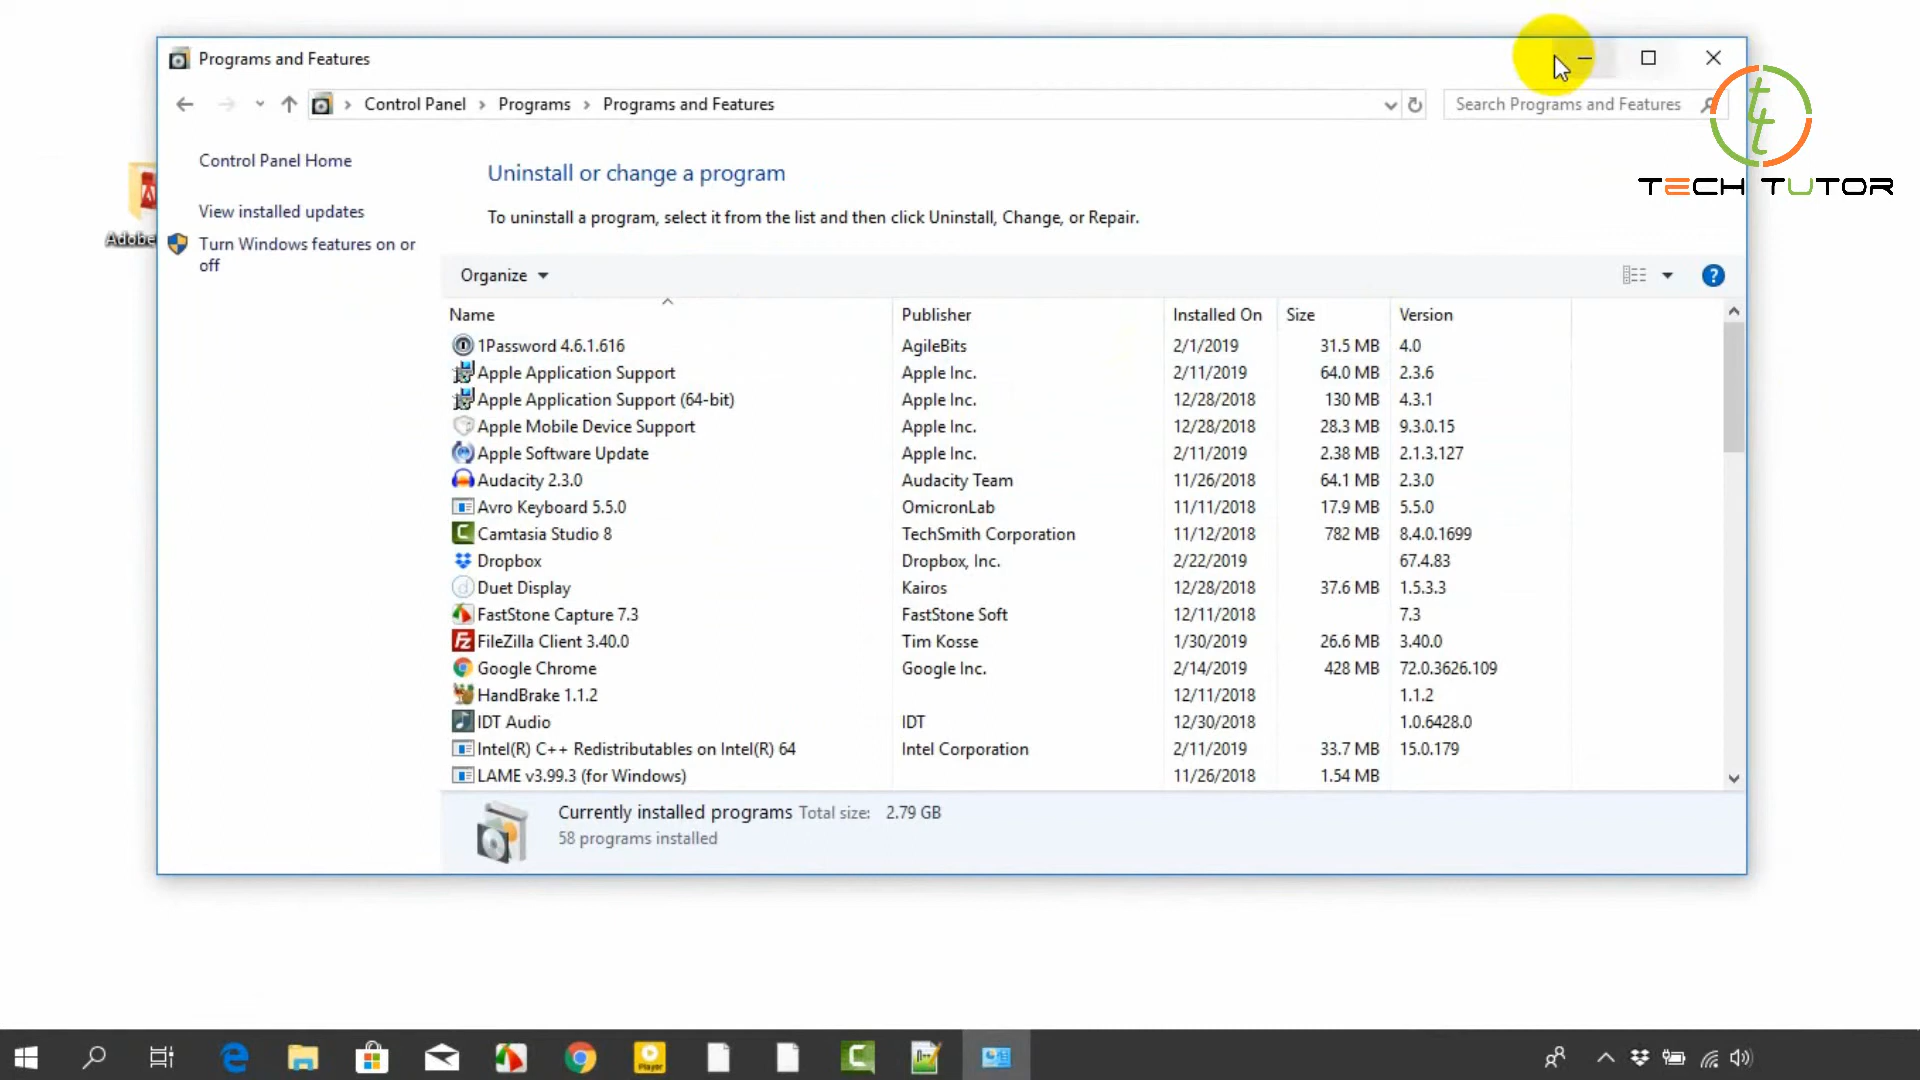 Programs and Features
Control Panel > Programs > Programs and Features
Search Programs and Features
TECH TUTOR
Control Panel Home
View installed updates
Turn Windows features on or
off
Adobe
Uninstall or change a program
To uninstall a program, select it from the list and then click Uninstall, Change, or Repair.
Organize
Name Publisher Installed On Size Version
1Password 4.6.1.616 AgileBits 2/1/2019 31.5 MB 4.0
Apple Application Support Apple Inc. 2/11/2019 64.0 MB 2.3.6
Apple Application Support (64-bit) Apple Inc. 12/28/2018 130 MB 4.3.1
Apple Mobile Device Support Apple Inc. 12/28/2018 28.3 MB 9.3.0.15
Apple Software Update Apple Inc. 2/11/2019 2.38 MB 2.1.3.127
Audacity 2.3.0 Audacity Team 11/26/2018 64.1 MB 2.3.0
Avro Keyboard 5.5.0 OmicronLab 11/11/2018 17.9 MB 5.5.0
Camtasia Studio 8 TechSmith Corporation 11/12/2018 782 MB 8.4.0.1699
Dropbox Dropbox, Inc. 2/22/2019 67.4.83
Duet Display Kairos 12/28/2018 37.6 MB 1.5.3.3
FastStone Capture 7.3 FastStone Soft 12/11/2018 7.3
FileZilla Client 3.40.0 Tim Kosse 1/30/2019 26.6 MB 3.40.0
Google Chrome Google Inc. 2/14/2019 428 MB 72.0.3626.109
HandBrake 1.1.2 12/11/2018 1.1.2
IDT Audio IDT 12/30/2018 1.0.6428.0
Intel(R) C++ Redistributables on Intel(R) 64 Intel Corporation 2/11/2019 33.7 MB 15.0.179
LAME v3.99.3 (for Windows) 11/26/2018 1.54 MB
Currently installed programs Total size: 2.79 GB
58 programs installed
Player